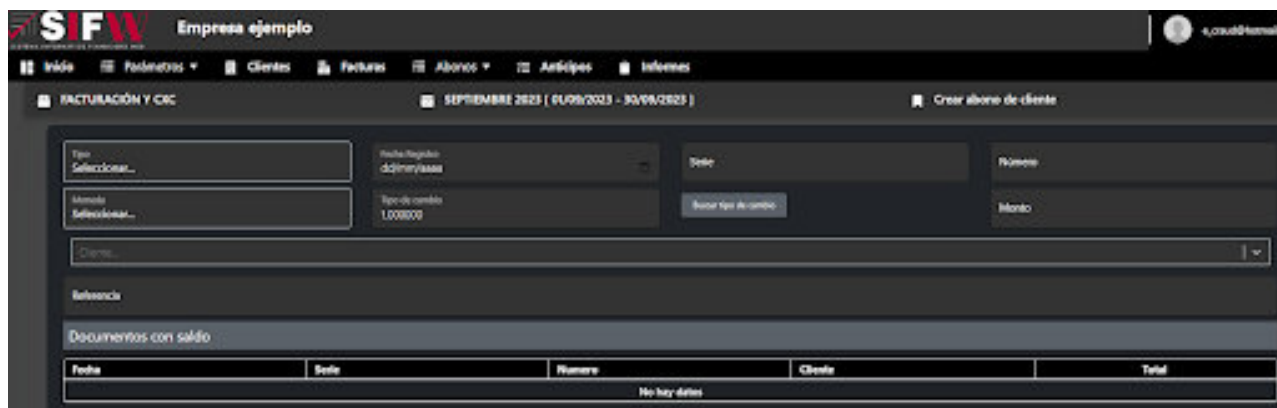 SIFW Empresa ejemplo
Inicio Parámetros Clientes Facturas Abonos Anticipos Informes
FACTURACIÓN Y CXC SEPTIEMBRE 2023 [ 01/09/2023 - 30/09/2023 ] Crear abono de cliente
Tipo Fecha Registro
Seleccionar... dd/mm/aaaa Serie Número
Moneda Tipo de cambio
Seleccionar... 1.000000 Buscar tipo de cambio Monto
Cliente...
Referencia
Documentos con saldo
Fecha Serie Numero Cliente Total
No hay datos